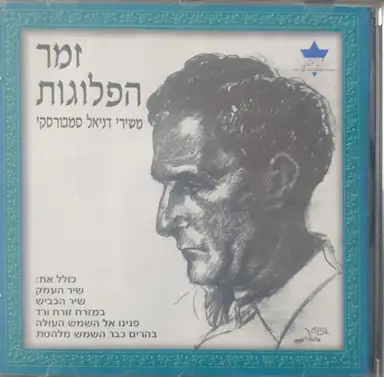 זמר
הפלוגות
משירי דניאל סמבורסקי
כולל את:
שיר העמק
שיר הכביש
במזרח זורח ורד
פנינו אל השמש העולה
בהרים כבר השמש מלהטת